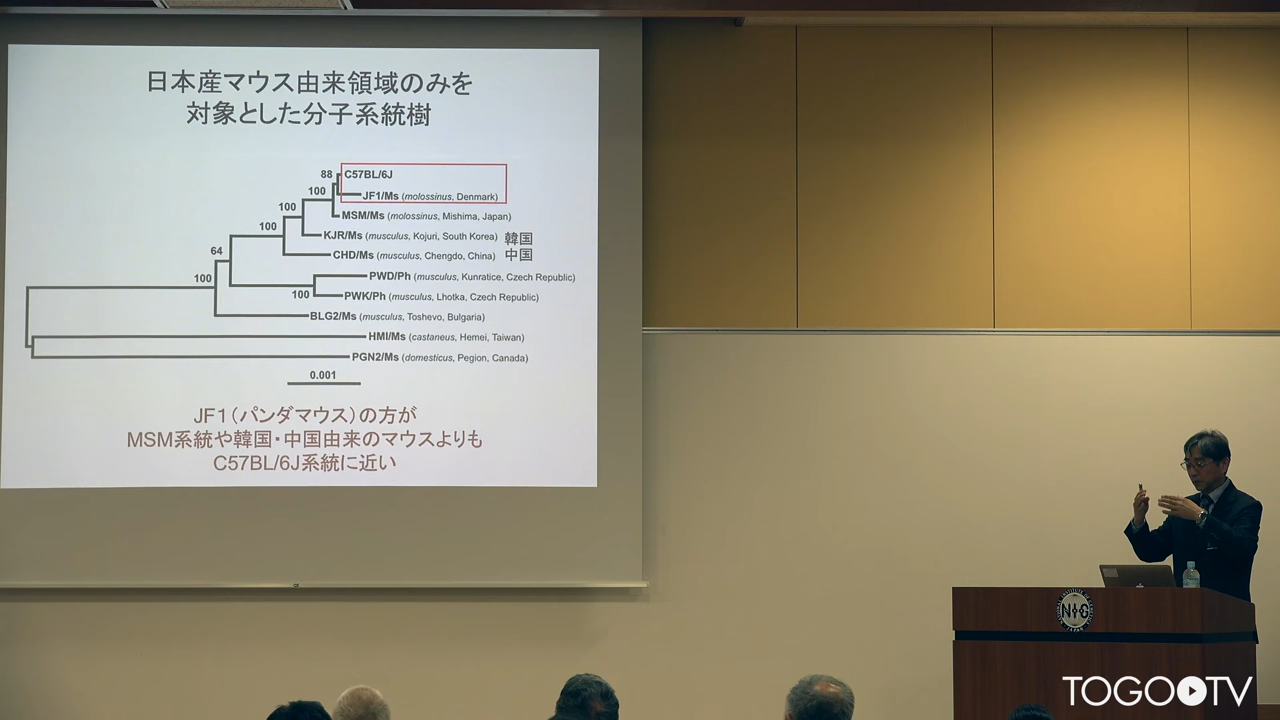 日本産マウス由来領域のみを
対象とした分子系統樹
88
C57BL/6J
100
JF1/Ms (molossinus, Denmark)
100
MSM/Ms (molossinus, Mishima, Japan)
100
KJR/Ms (musculus, Kojuri, South Korea) 韓国
64
CHD/Ms (musculus, Chengdo, China) 中国
100
PWD/Ph (musculus, Kunratice, Czech Republic)
100
PWK/Ph (musculus, Lhotka, Czech Republic)
BLG2/Ms (musculus, Toshevo, Bulgaria)
HMI/Ms (castaneus, Hemei, Taiwan)
PGN2/Ms (domesticus, Pegion, Canada)
0.001
JF1(パンダマウス)の方が
MSM系統や韓国・中国由来のマウスよりも
C57BL/6J系統に近い
NIG
JAPAN
TOGOTV